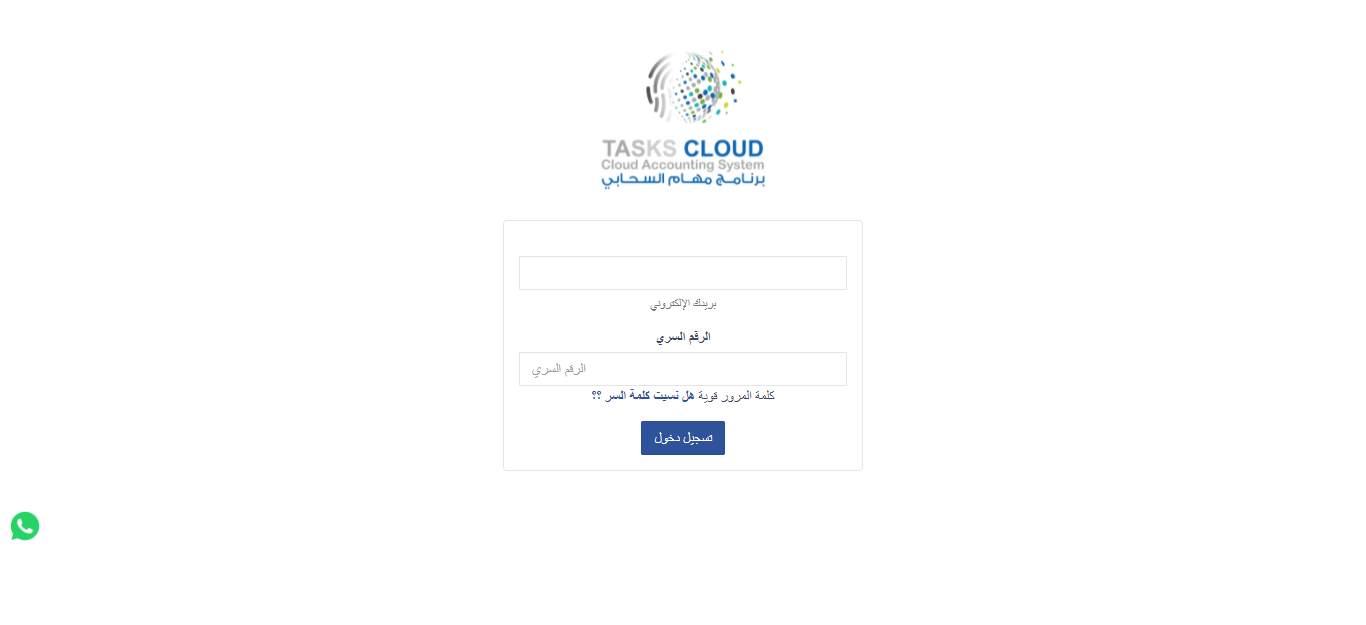 TASKS CLOUD
Cloud Accounting System
برنامج مهام السحابي
بريدك الإلكتروني
الرقم السري
الرقم السري
كلمة المرور قوية هل نسيت كلمة السر ؟؟
تسجيل دخول